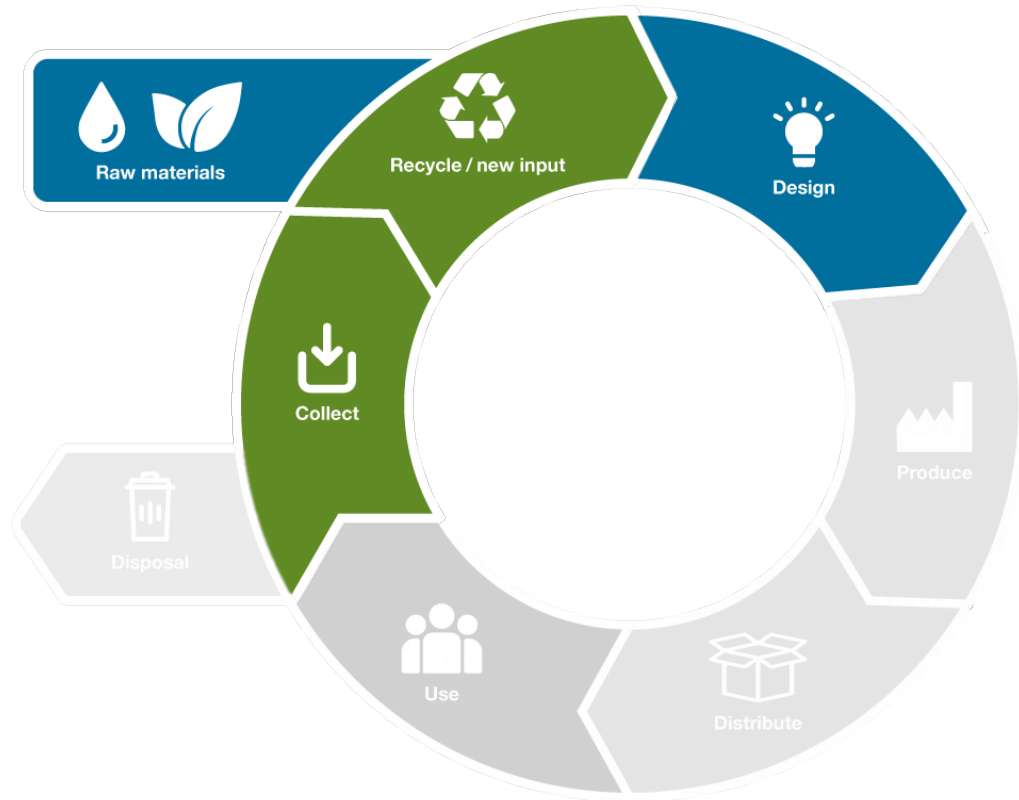 Raw materials
Recycle / new input
Design
Collect
Produce
Disposal
Use
Distribute